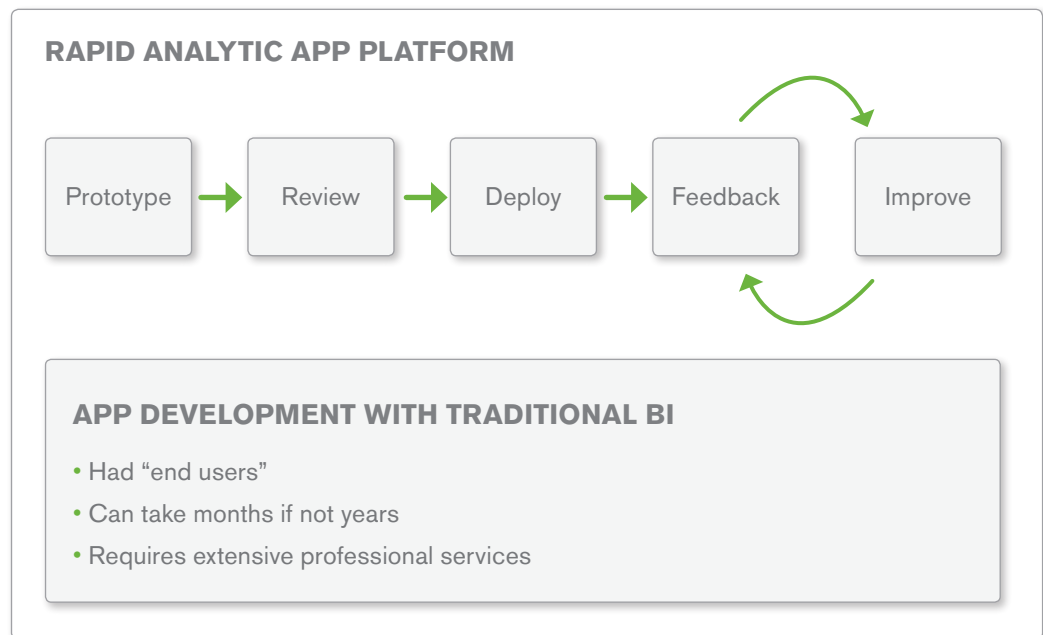 RAPID ANALYTIC APP PLATFORM
Prototype
Review
Deploy
Feedback
Improve
APP DEVELOPMENT WITH TRADITIONAL BI
• Had “end users”
• Can take months if not years
• Requires extensive professional services